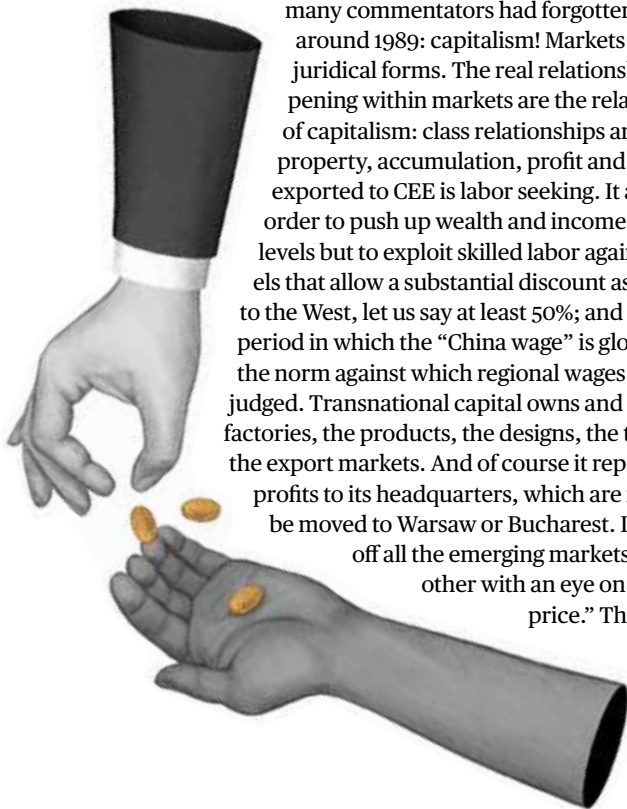 many commentators had forgotten
around 1989: capitalism! Markets
juridical forms. The real relations
pening within markets are the rela
of capitalism: class relationships a
property, accumulation, profit and
exported to CEE is labor seeking. It a
order to push up wealth and income
levels but to exploit skilled labor agai
els that allow a substantial discount as
to the West, let us say at least 50%; and
period in which the “China wage” is glo
the norm against which regional wages
judged. Transnational capital owns and
factories, the products, the designs, the t
the export markets. And of course it rep
profits to its headquarters, which are
be moved to Warsaw or Bucharest. I
off all the emerging markets
other with an eye on
price.” Th